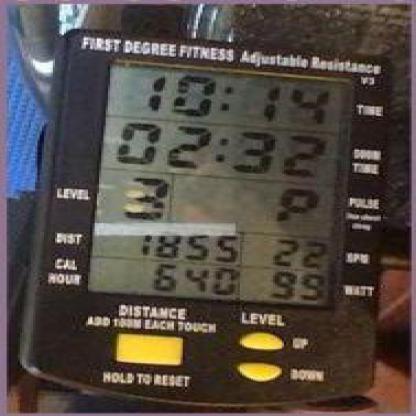 FIRST DEGREE FITNESS Adjustable Resistance
V3
10:14 TIME
02:32 500M TIME
LEVEL 3 P PULSE
DIST 1855 22 SPM
CAL HOUR 640 99 WATT
DISTANCE LEVEL
ADD 100M EACH TOUCH
UP
HOLD TO RESET DOWN